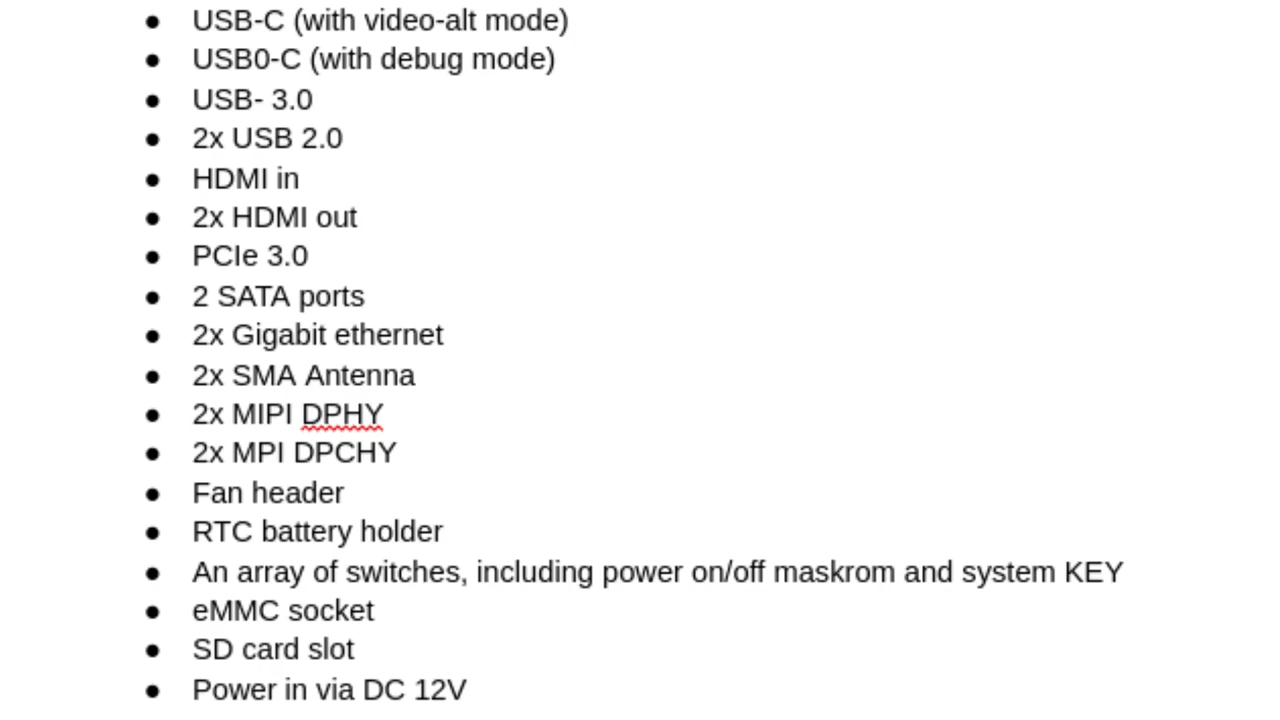 ● USB-C (with video-alt mode)
● USB0-C (with debug mode)
● USB- 3.0
● 2x USB 2.0
● HDMI in
● 2x HDMI out
● PCIe 3.0
● 2 SATA ports
● 2x Gigabit ethernet
● 2x SMA Antenna
● 2x MIPI DPHY
● 2x MPI DPCHY
● Fan header
● RTC battery holder
● An array of switches, including power on/off maskrom and system KEY
● eMMC socket
● SD card slot
● Power in via DC 12V